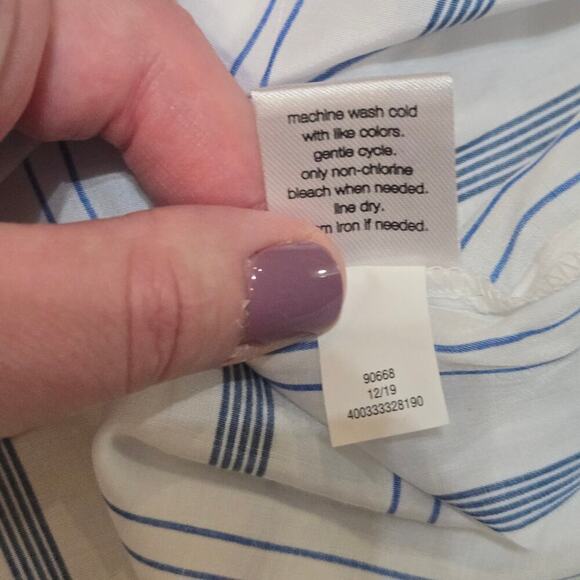 machine wash cold
with like colors.
gentle cycle.
only non-chlorine
bleach when needed.
line dry.
iron if needed.
90668
12/19
400333328190